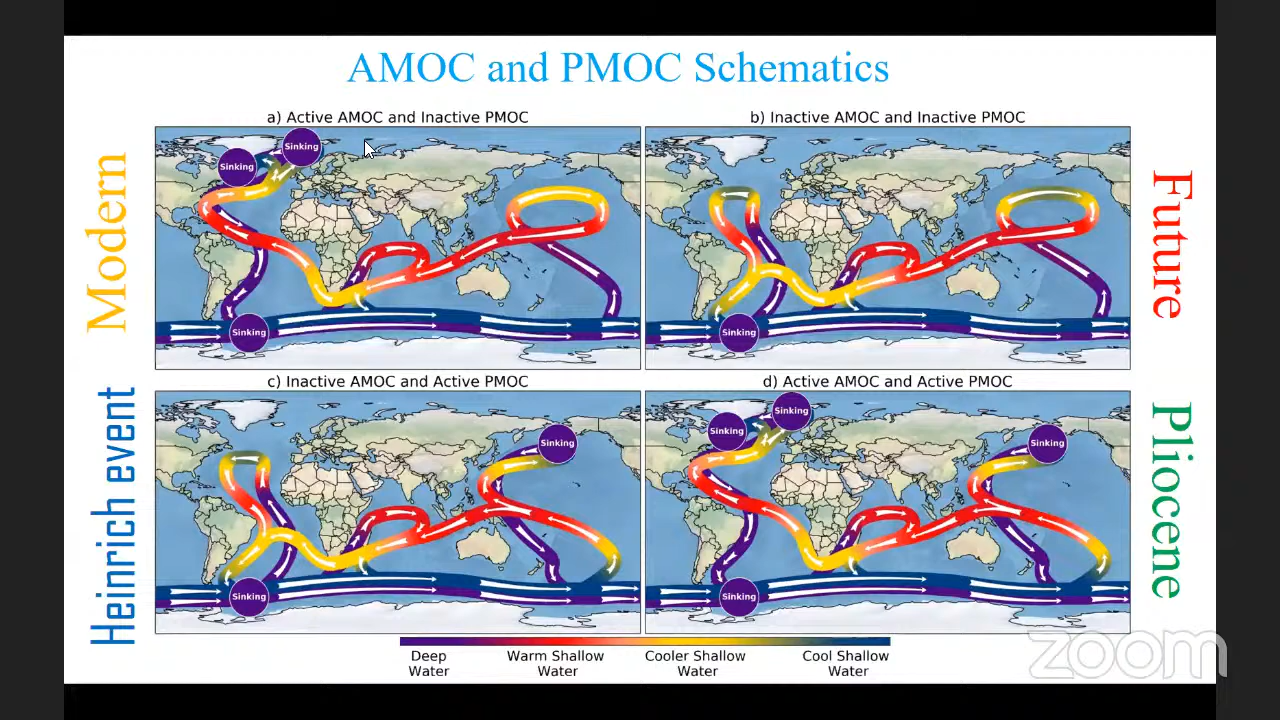 AMOC and PMOC Schematics
a) Active AMOC and Inactive PMOC
b) Inactive AMOC and Inactive PMOC
Modern
Sinking
Sinking
Sinking
Sinking
Future
c) Inactive AMOC and Active PMOC
d) Active AMOC and Active PMOC
Heinrich event
Sinking
Sinking
Sinking
Sinking
Sinking
Sinking
Pliocene
Deep Water
Warm Shallow Water
Cooler Shallow Water
Cool Shallow Water
zoom